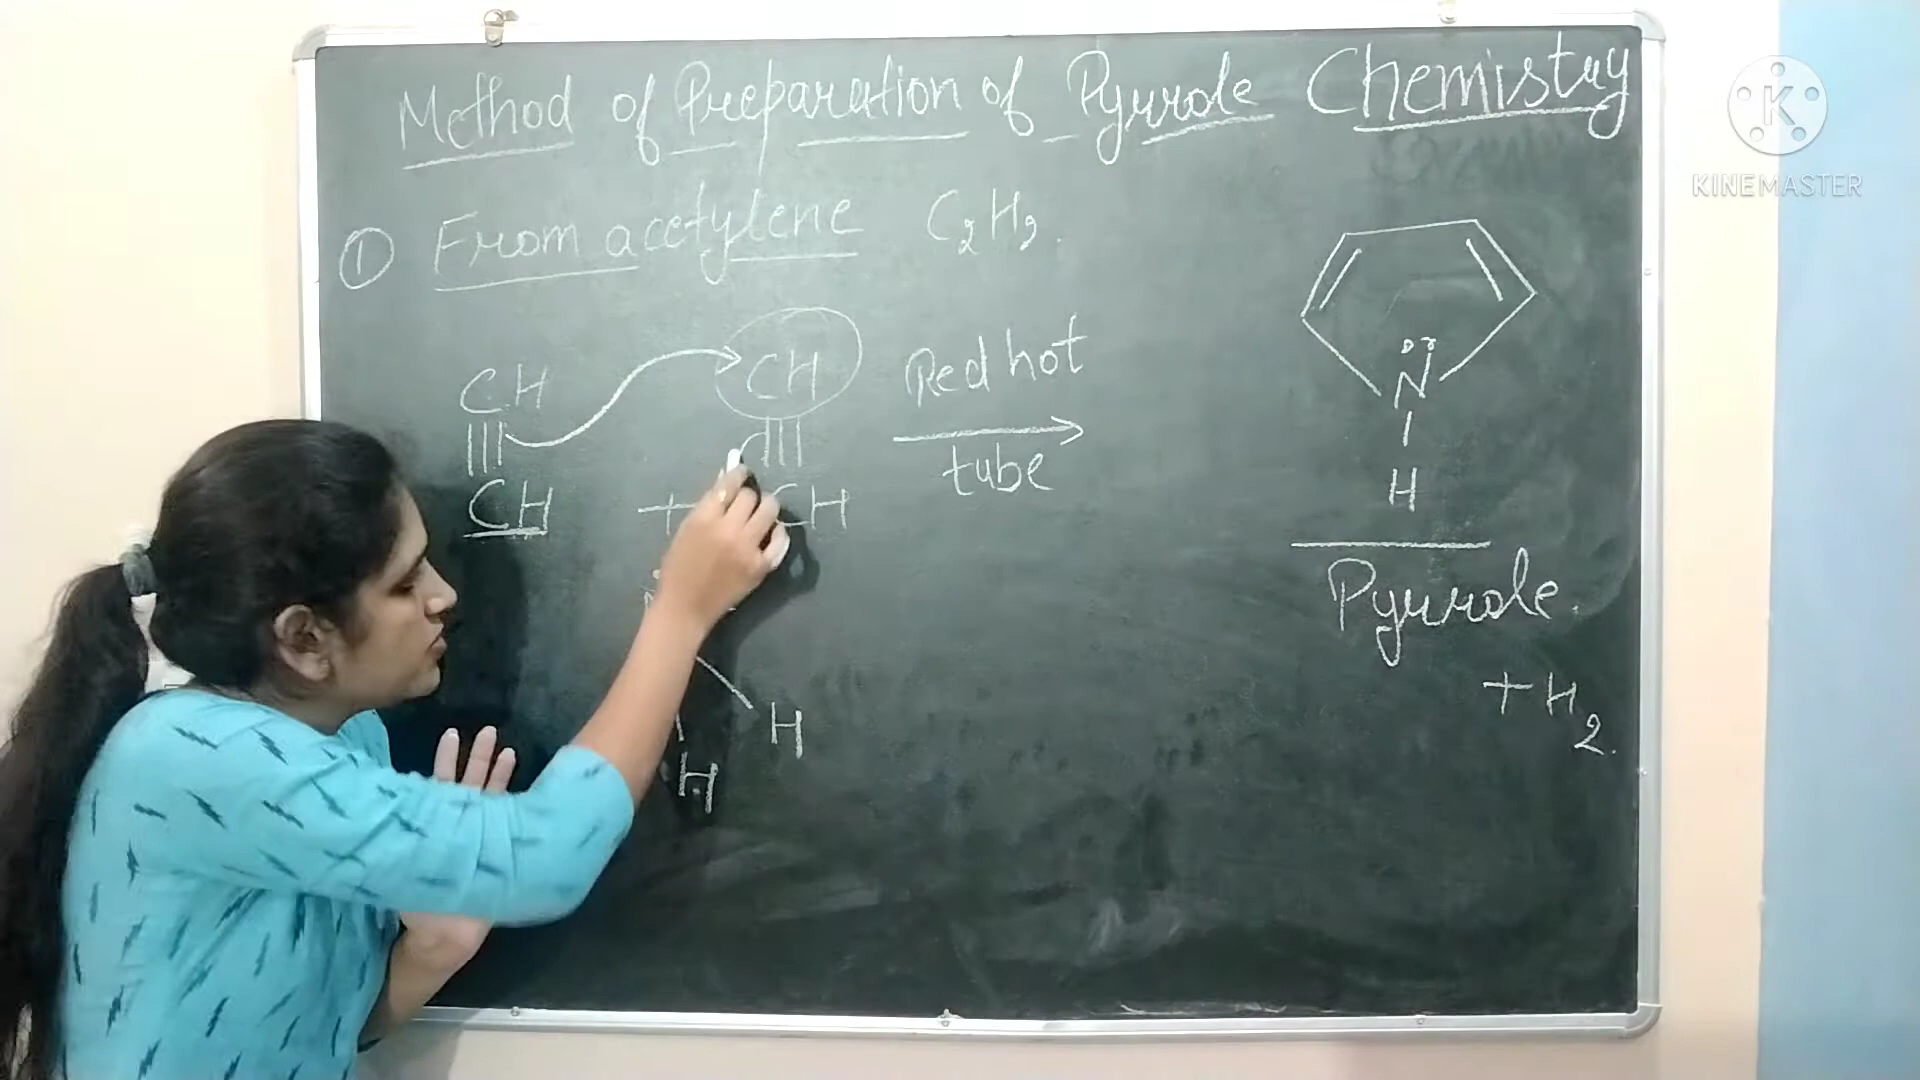 Method of Preparation of Pyrrole Chemistry
① From acetylene C₂H₂.
CH CH Red hot
||| ||| tube
CH + CH
N
H
H
N
H
Pyrrole.
+ H₂.
K
KINEMASTER